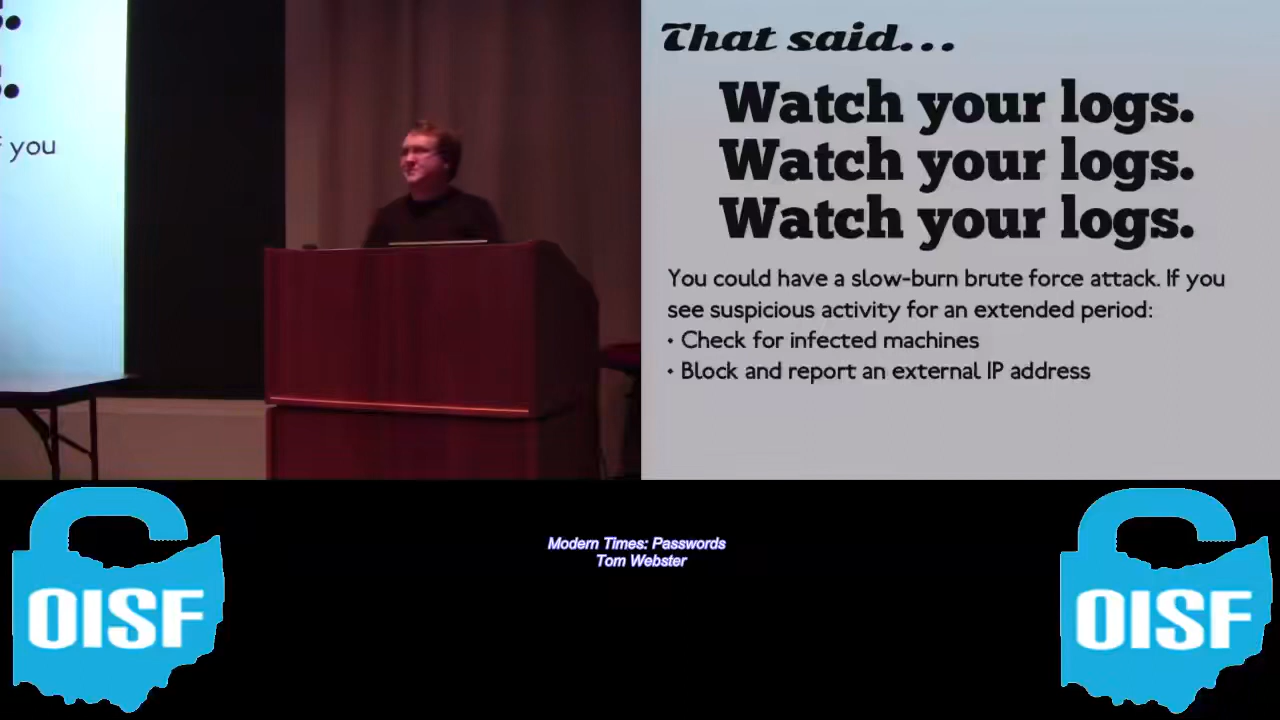 you
That said...
Watch your logs.
Watch your logs.
Watch your logs.
You could have a slow-burn brute force attack. If you
see suspicious activity for an extended period:
• Check for infected machines
• Block and report an external IP address
Modern Times: Passwords
Tom Webster
OISF
OISF